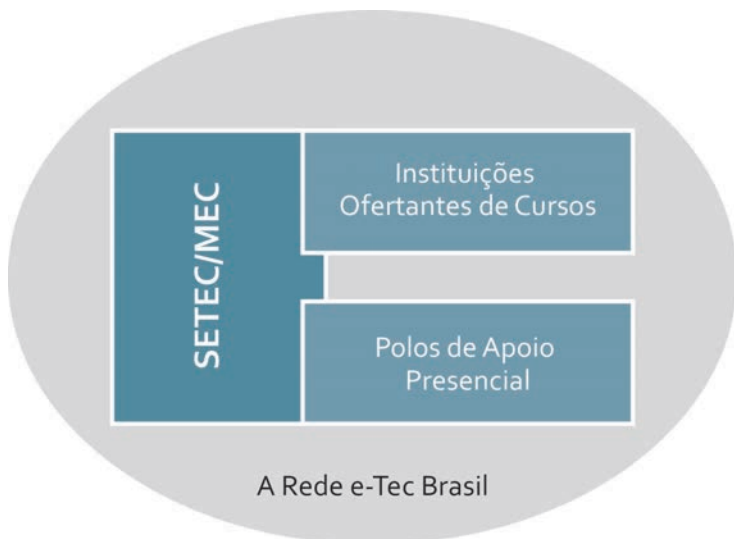 SETEC/MEC
Instituições
Ofertantes de Cursos
Polos de Apoio
Presencial
A Rede e-Tec Brasil